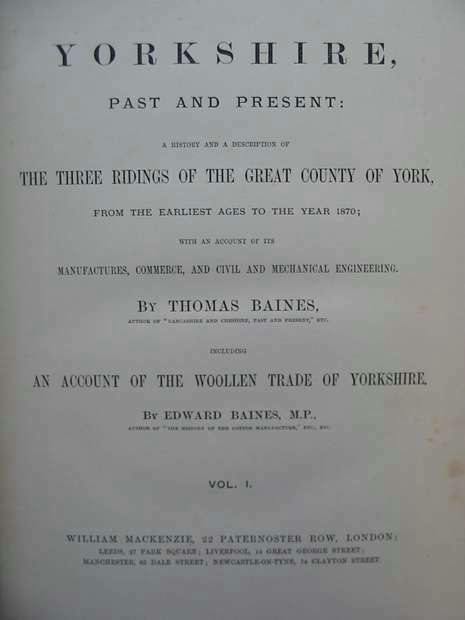 YORKSHIRE,
PAST AND PRESENT:
A HISTORY AND A DESCRIPTION OF
THE THREE RIDINGS OF THE GREAT COUNTY OF YORK,
FROM THE EARLIEST AGES TO THE YEAR 1870;
WITH AN ACCOUNT OF ITS
MANUFACTURES, COMMERCE, AND CIVIL AND MECHANICAL ENGINEERING.
BY THOMAS BAINES,
AUTHOR OF "LANCASHIRE AND CHESHIRE, PAST AND PRESENT," ETC.
INCLUDING
AN ACCOUNT OF THE WOOLLEN TRADE OF YORKSHIRE,
BY EDWARD BAINES, M.P.,
AUTHOR OF "THE HISTORY OF THE COTTON MANUFACTURE," ETC., ETC.
VOL. I.
WILLIAM MACKENZIE, 22 PATERNOSTER ROW, LONDON;
LEEDS, 27 PARK SQUARE; LIVERPOOL, 14 GREAT GEORGE STREET;
MANCHESTER, 85 DALE STREET; NEWCASTLE-ON-TYNE, 74 CLAYTON STREET.